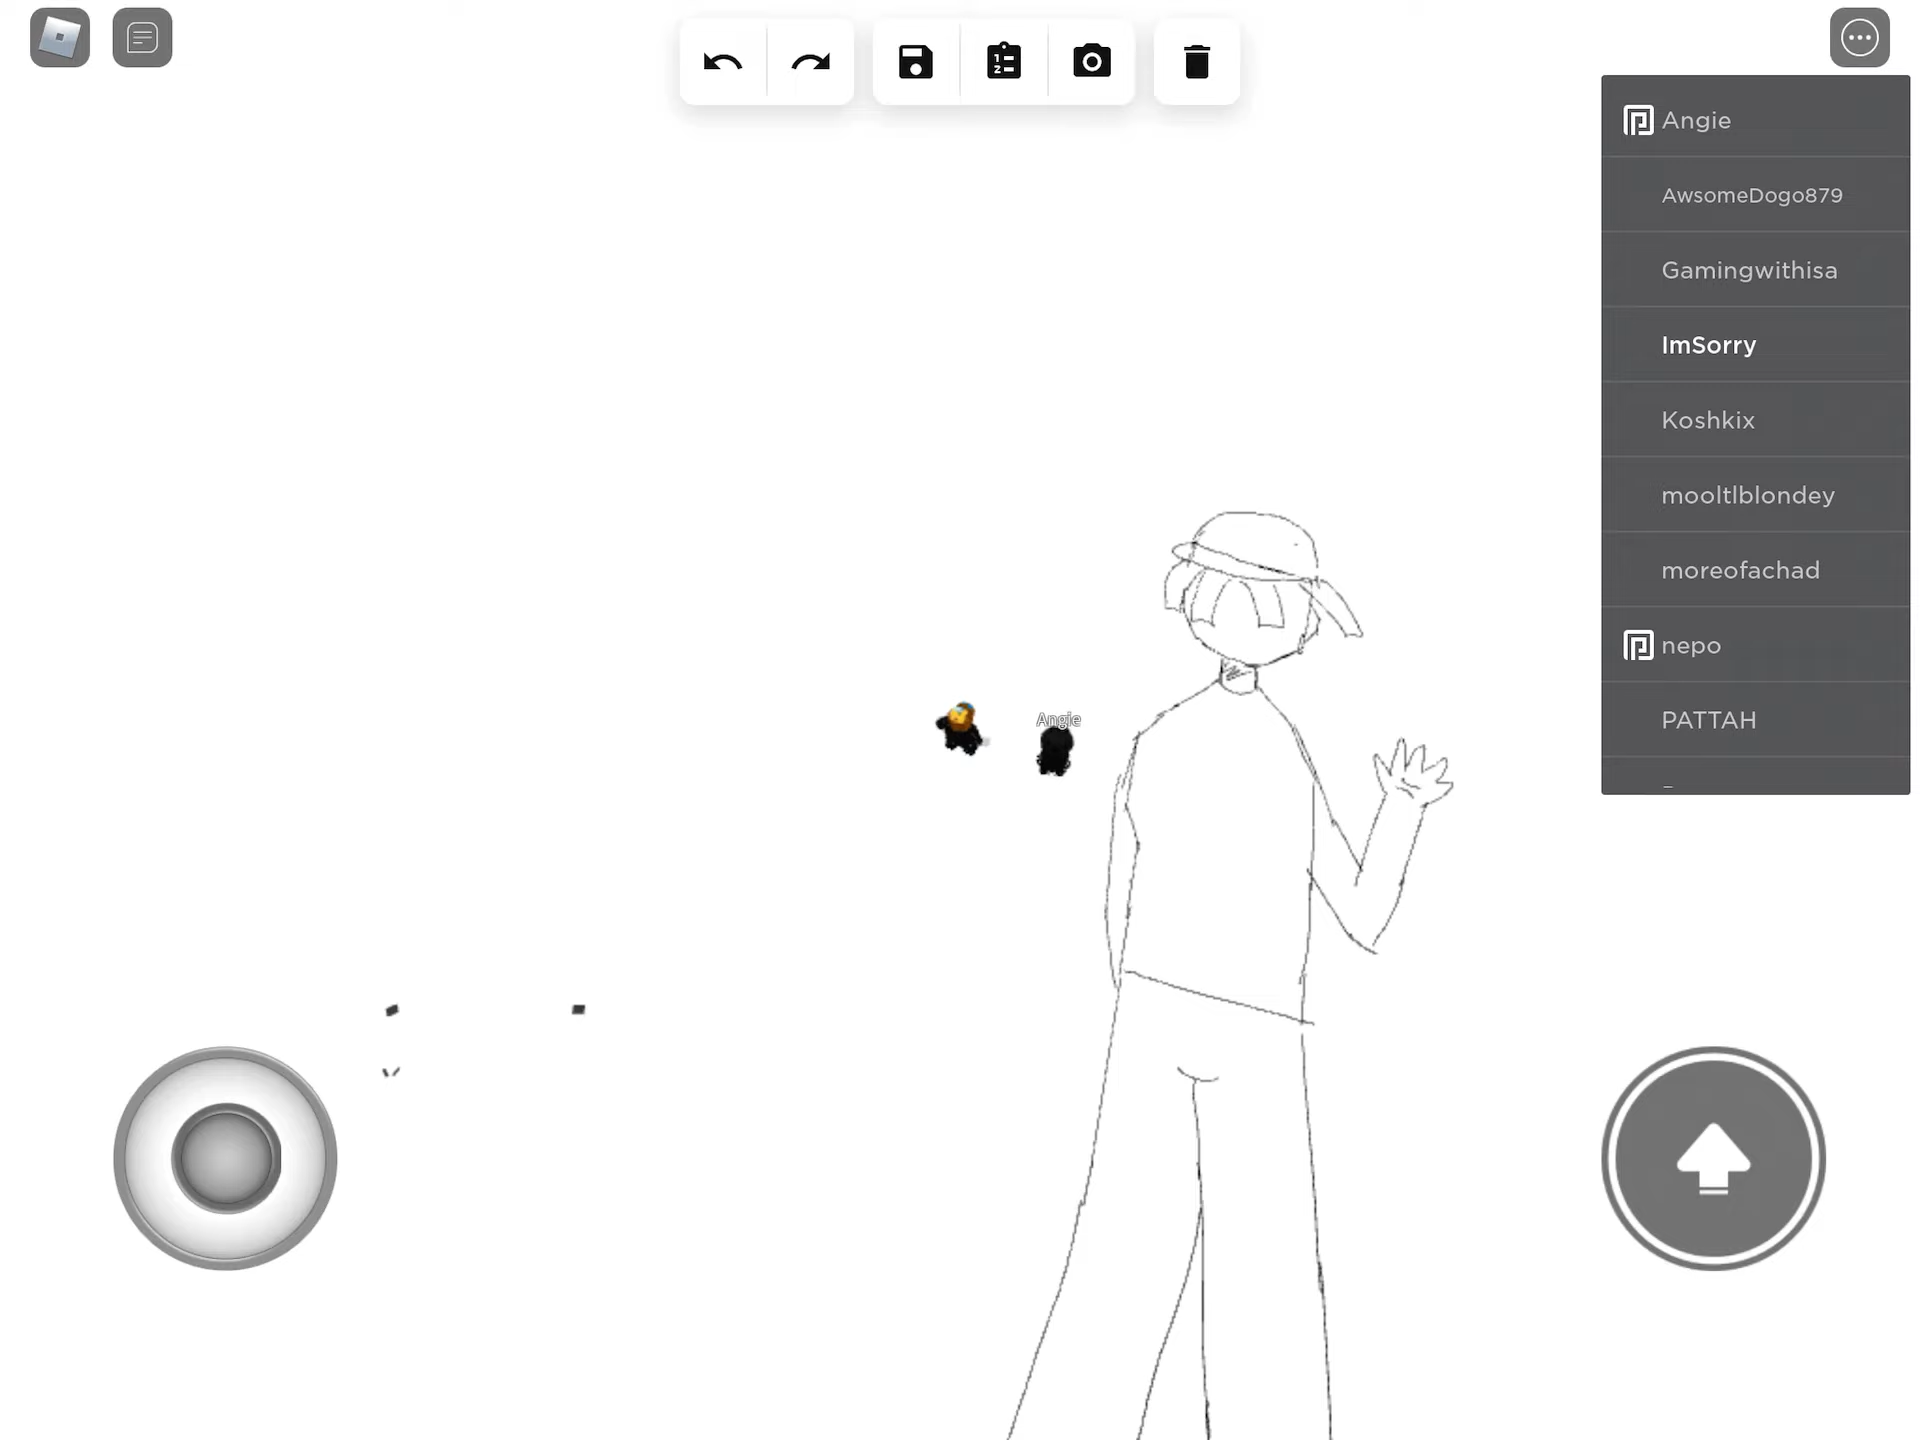 Angie
AwsomeDogo879
Gamingwithisa
ImSorry
Koshkix
mooltlblondey
moreofachad
nepo
PATTAH
Angie